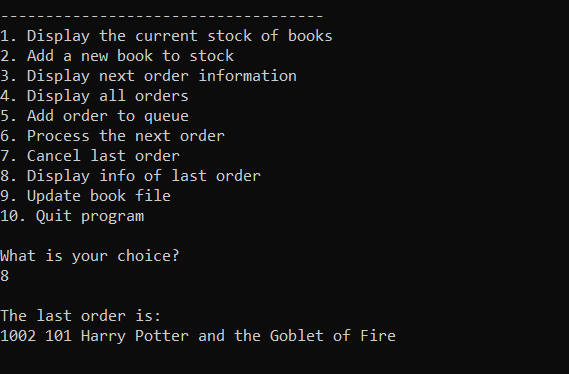 ------------------------------------
1. Display the current stock of books
2. Add a new book to stock
3. Display next order information
4. Display all orders
5. Add order to queue
6. Process the next order
7. Cancel last order
8. Display info of last order
9. Update book file
10. Quit program
What is your choice?
8
The last order is:
1002 101 Harry Potter and the Goblet of Fire